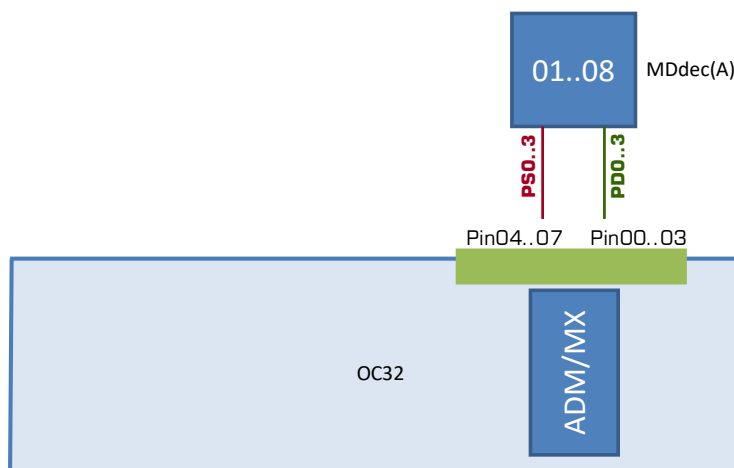 01..08
MDdec(A)
PS0..3
PD0..3
Pin04..07
Pin00..03
ADM/MX
OC32